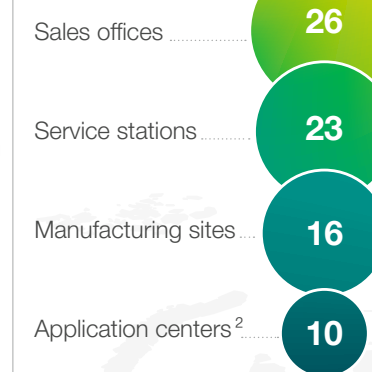 Sales offices 26
Service stations 23
Manufacturing sites 16
Application centers ² 10